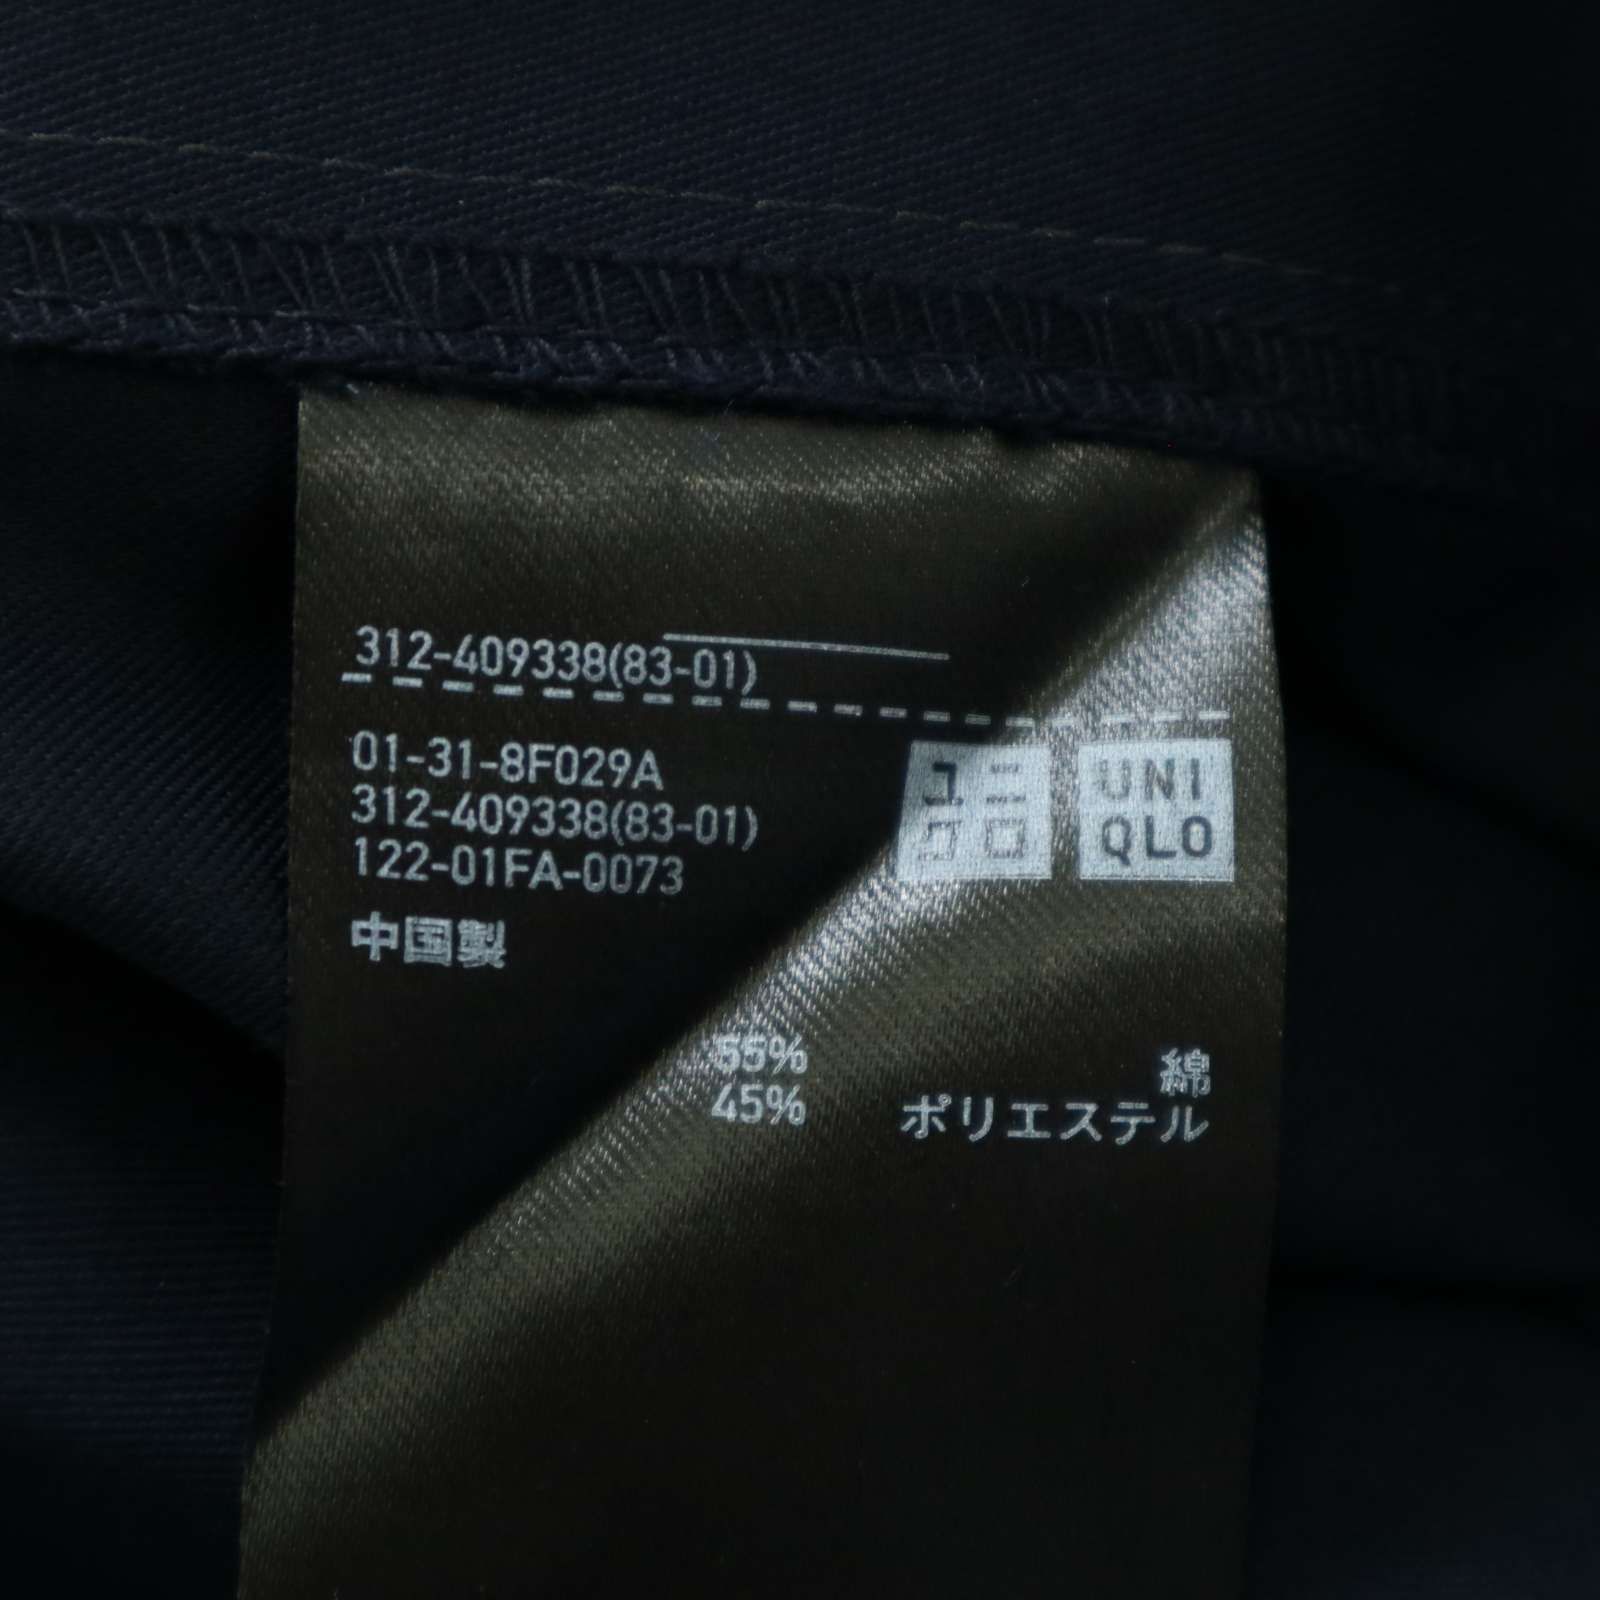 312-409338(83-01)
01-31-8F029A
312-409338(83-01)
122-01FA-0073
中国製
ユニ
クロ
UNI
QLO
55% 綿
45% ポリエステル